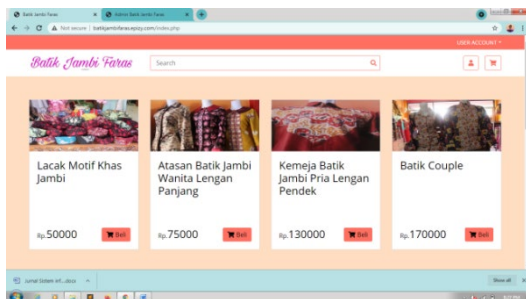 Batik Jambi Faras
Admin Batik Jambi Faras
Not secure
batikjambifaras.epizy.com/index.php
USER ACCOUNT
Batik Jambi Faras
Search
Lacak Motif Khas
Jambi
Rp.50000
Beli
Atasan Batik Jambi
Wanita Lengan
Panjang
Rp.75000
Beli
Kemeja Batik
Jambi Pria Lengan
Pendek
Rp.130000
Beli
Batik Couple
Rp.170000
Beli
Show all